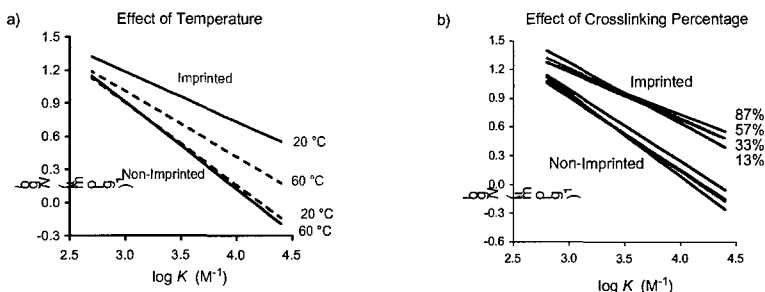 a)
Effect of Temperature
1.5
1.2
0.9
0.6
0.3
0.0
-0.3
Imprinted
Non-Imprinted
20 °C
60 °C
20 °C
60 °C
2.5 3.0 3.5 4.0 4.5
log K (M⁻¹)
b)
Effect of Crosslinking Percentage
1.5
1.2
0.9
0.6
0.3
0.0
-0.3
-0.6
Imprinted
Non-Imprinted
87%
57%
33%
13%
2.5 3.0 3.5 4.0 4.5
log K (M⁻¹)